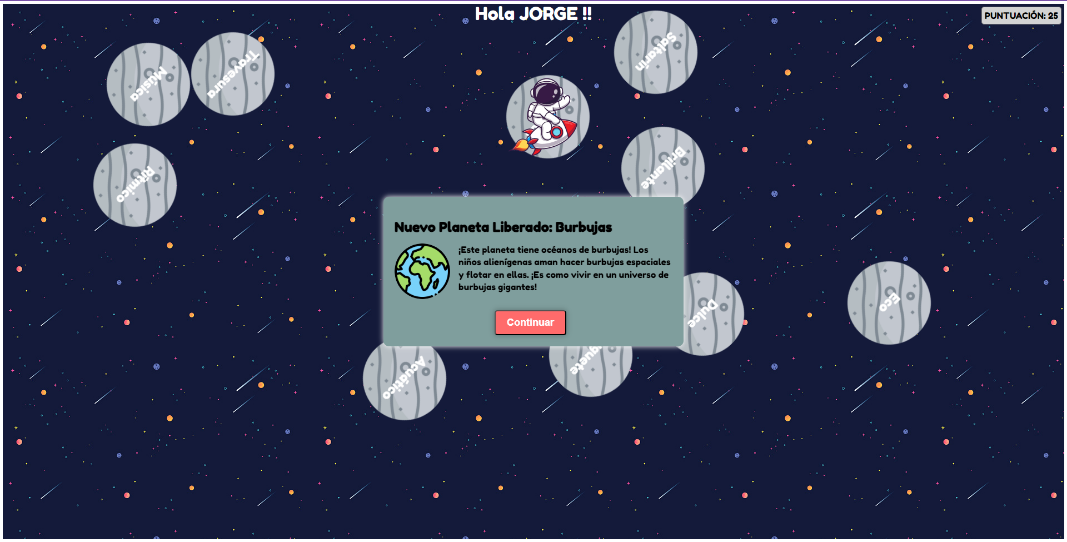 Hola JORGE !!
PUNTUACIÓN: 25
Saltarín
Travesura
Música
Brillante
Rítmico
Nuevo Planeta Liberado: Burbujas
¡Este planeta tiene océanos de burbujas! Los
niños alienígenas aman hacer burbujas espaciales
y flotar en ellas. ¡Es como vivir en un universo de
burbujas gigantes!
Continuar
Eco
Dulce
Acuático